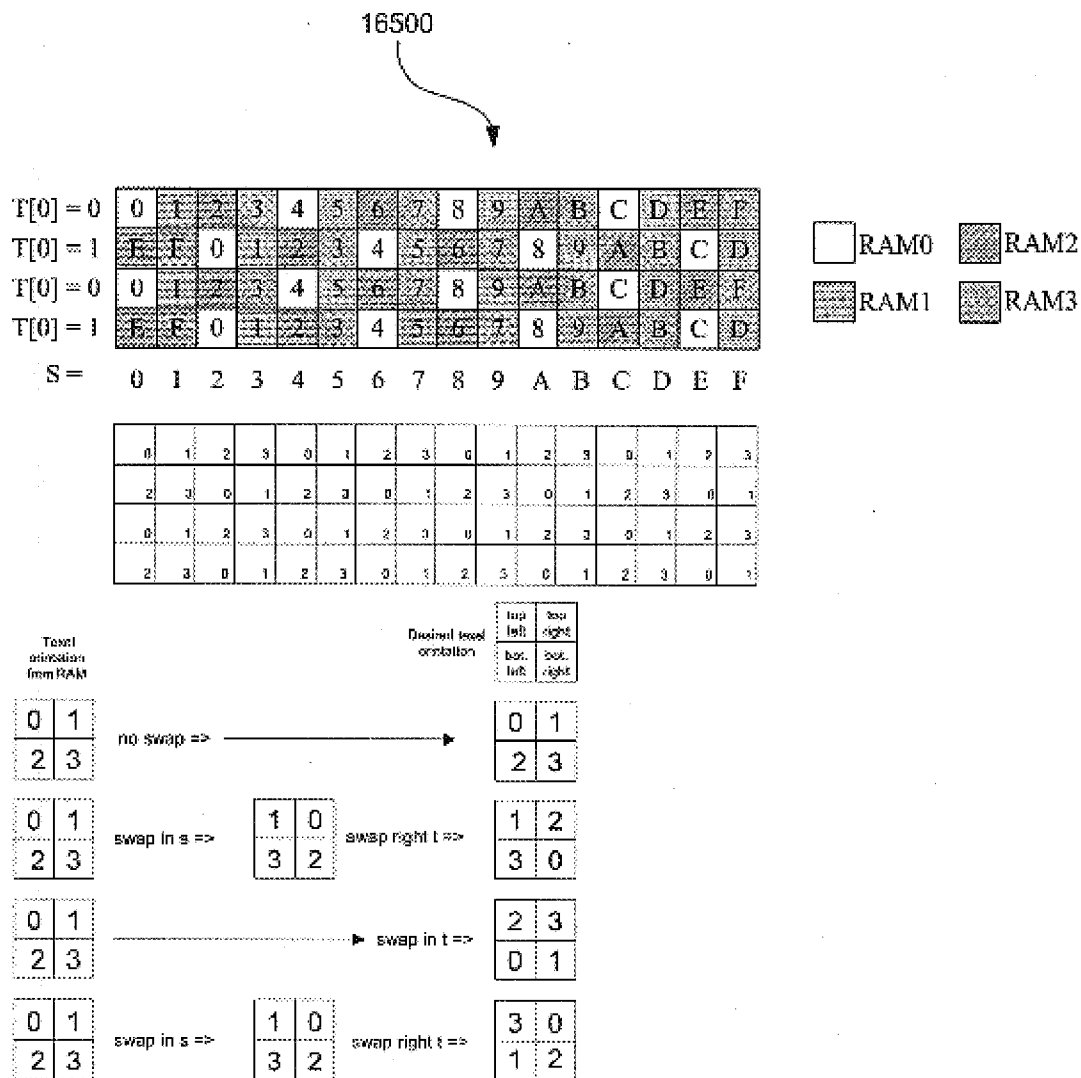 16500
T[0] = 0 0 1 2 3 4 5 6 7 8 9 A B C D E F
T[0] = 1 E F 0 1 2 3 4 5 6 7 8 9 A B C D
T[0] = 0 0 1 2 3 4 5 6 7 8 9 A B C D E F
T[0] = 1 E F 0 1 2 3 4 5 6 7 8 9 A B C D
RAM0 RAM2
RAM1 RAM3
S = 0 1 2 3 4 5 6 7 8 9 A B C D E F
0 1 2 3 0 1 2 3 0 1 2 3 0 1 2 3
2 3 0 1 2 3 0 1 2 3 0 1 2 3 0 1
0 1 2 3 0 1 2 3 0 1 2 3 0 1 2 3
2 3 0 1 2 3 0 1 2 3 0 1 2 3 0 1
Texel
orientation
from RAM
Desired texel
orientation
top left top right
bot. left bot. right
0 1
2 3
no swap =>
0 1
2 3
0 1
2 3
swap in s =>
1 0
3 2
swap right t =>
1 2
3 0
0 1
2 3
swap in t =>
2 3
0 1
0 1
2 3
swap in s =>
1 0
3 2
swap right t =>
3 0
1 2